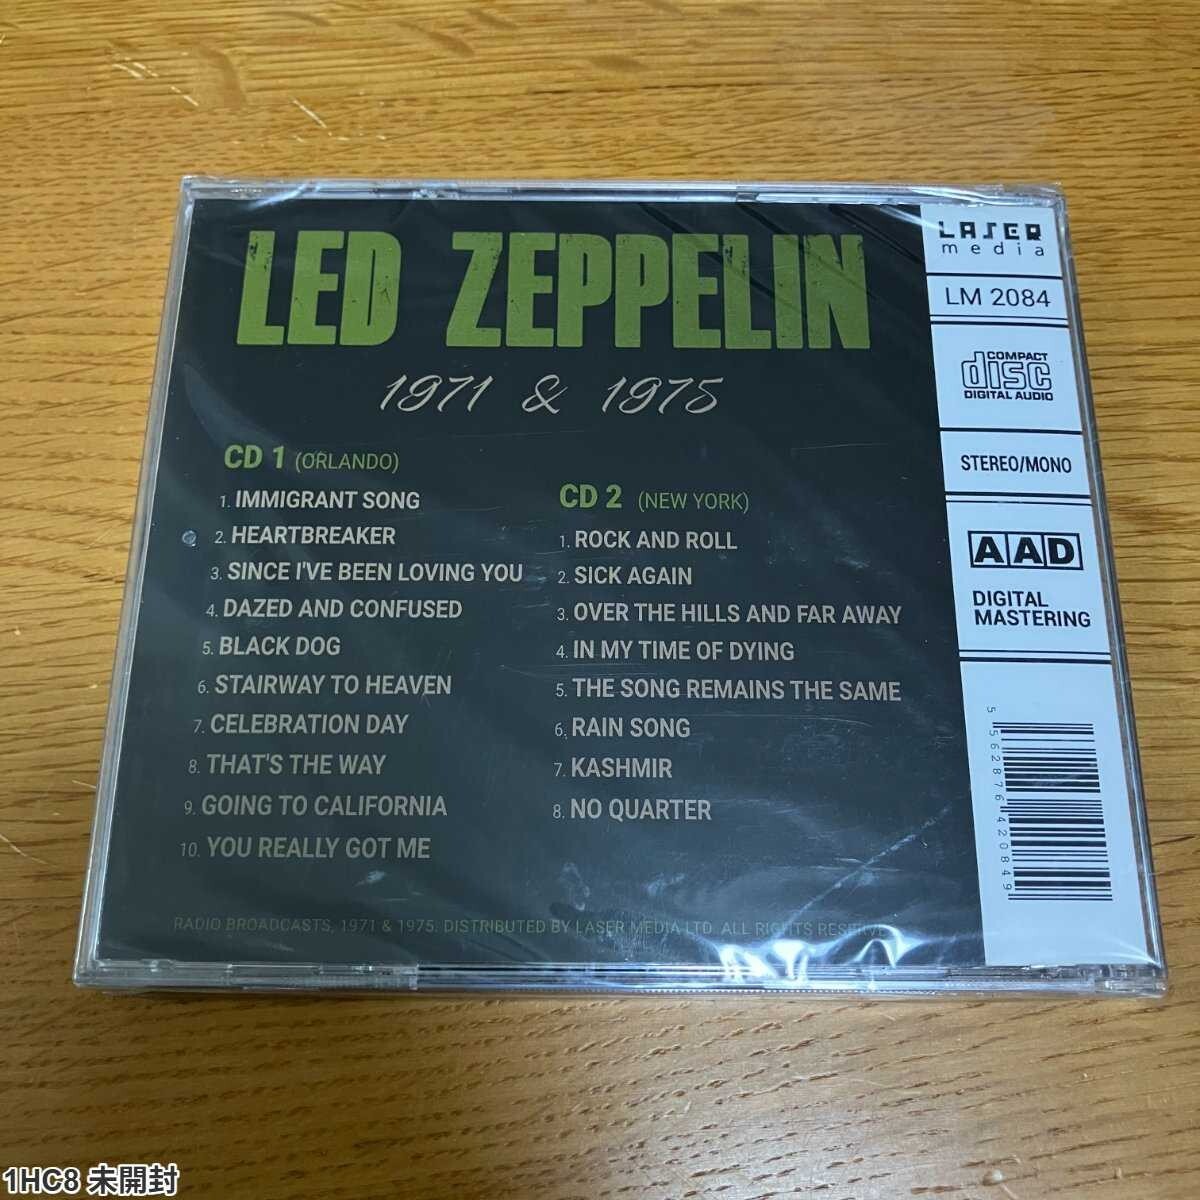 LED ZEPPELIN
1971 & 1975
CD 1 (ORLANDO)
1. IMMIGRANT SONG
2. HEARTBREAKER
3. SINCE I'VE BEEN LOVING YOU
4. DAZED AND CONFUSED
5. BLACK DOG
6. STAIRWAY TO HEAVEN
7. CELEBRATION DAY
8. THAT'S THE WAY
9. GOING TO CALIFORNIA
10. YOU REALLY GOT ME
CD 2 (NEW YORK)
1. ROCK AND ROLL
2. SICK AGAIN
3. OVER THE HILLS AND FAR AWAY
4. IN MY TIME OF DYING
5. THE SONG REMAINS THE SAME
6. RAIN SONG
7. KASHMIR
8. NO QUARTER
RADIO BROADCASTS, 1971 & 1975. DISTRIBUTED BY LASER MEDIA LTD. ALL RIGHTS RESERVE
LASER
media
LM 2084
COMPACT
disc
DIGITAL AUDIO
STEREO/MONO
AAD
DIGITAL
MASTERING
5 562876 420849
1HC8 未開封